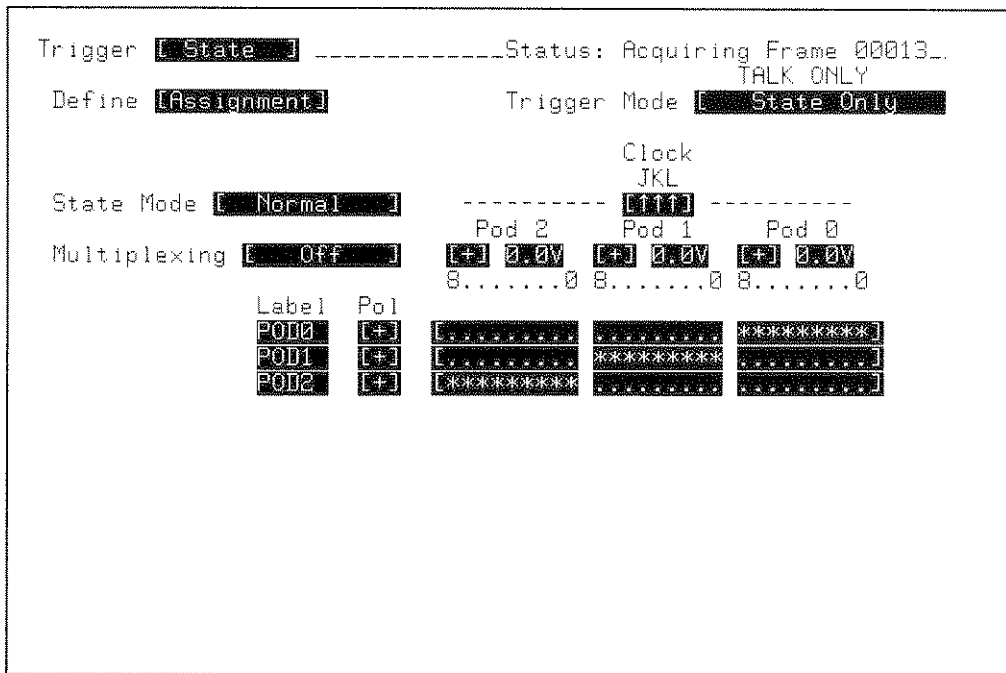 Trigger [ State ] _____________Status: Acquiring Frame 00013_.
TALK ONLY
Define [Assignment] Trigger Mode [ State Only
Clock
JKL
State Mode [ Normal ] ---------- [↑↑↑] ----------
Pod 2 Pod 1 Pod 0
Multiplexing [ Off ] [+] 0.0V [+] 0.0V [+] 0.0V
8.......0 8.......0 8.......0
Label Pol
POD0 [+] [......... ......... *********]
POD1 [+] [......... ********* .........]
POD2 [+] [********* ......... .........]